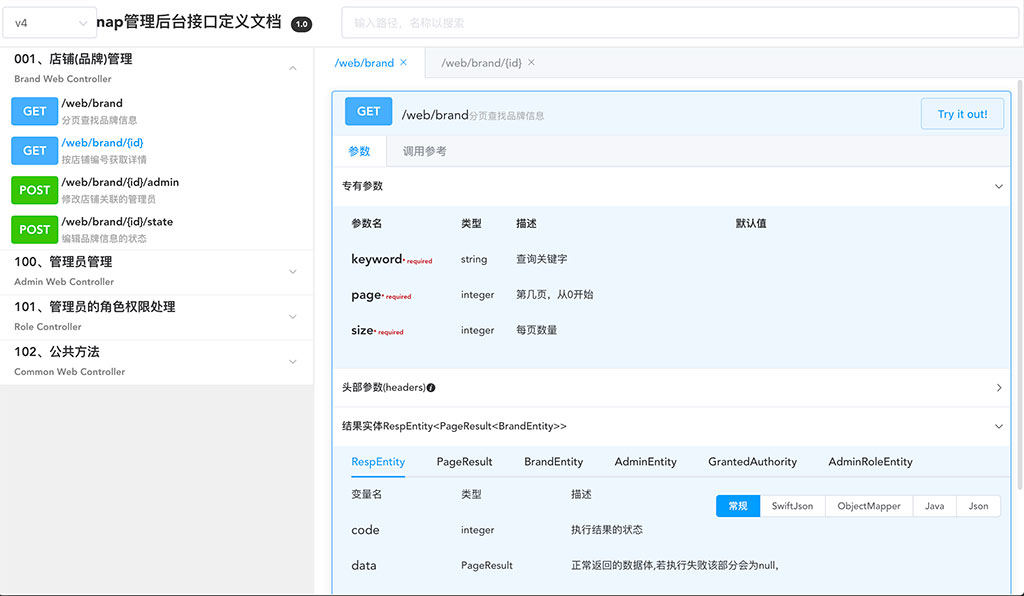 v4
nap管理后台接口定义文档 1.0
输入路径，名称以搜索
001、店铺(品牌)管理
Brand Web Controller
GET /web/brand
分页查找品牌信息
GET /web/brand/{id}
按店铺编号获取详情
POST /web/brand/{id}/admin
修改店铺关联的管理员
POST /web/brand/{id}/state
编辑品牌信息的状态
100、管理员管理
Admin Web Controller
101、管理员的角色权限处理
Role Controller
102、公共方法
Common Web Controller
/web/brand × /web/brand/{id} ×
GET /web/brand分页查找品牌信息 Try it out!
参数 调用参考
专有参数
参数名 类型 描述 默认值
keyword* required string 查询关键字
page* required integer 第几页，从0开始
size* required integer 每页数量
头部参数(headers)
结果实体RespEntity<PageResult<BrandEntity>>
RespEntity PageResult BrandEntity AdminEntity GrantedAuthority AdminRoleEntity
变量名 类型 描述
常规 SwiftJson ObjectMapper Java Json
code integer 执行结果的状态
data PageResult 正常返回的数据体,若执行失败该部分会为null,